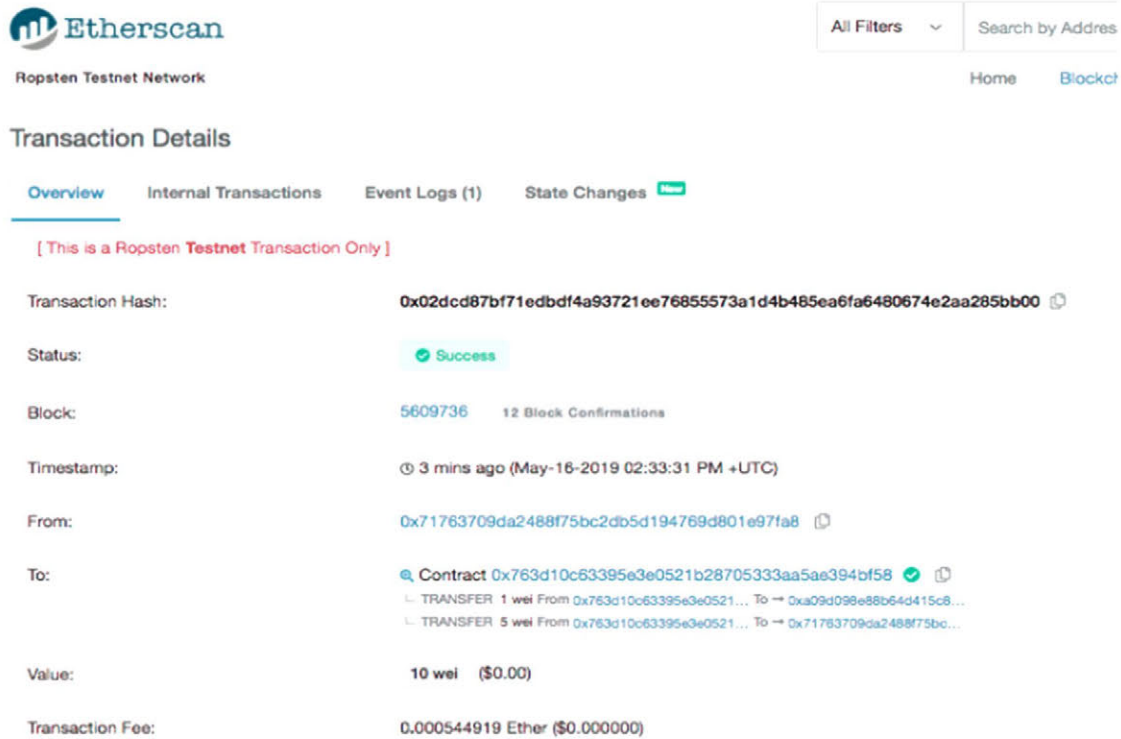 Etherscan
All Filters
Search by Addres
Ropsten Testnet Network
Home
Blockch
Transaction Details
Overview
Internal Transactions
Event Logs (1)
State Changes
New
[ This is a Ropsten Testnet Transaction Only ]
Transaction Hash:
0x02dcd87bf71edbdf4a93721ee76855573a1d4b485ea6fa6480674e2aa285bb00
Status:
Success
Block:
5609736
12 Block Confirmations
Timestamp:
3 mins ago (May-16-2019 02:33:31 PM +UTC)
From:
0x71763709da2488f75bc2db5d194769d801e97fa8
To:
Contract 0x763d10c63395e3e0521b28705333aa5ae394bf58
TRANSFER 1 wei From 0x763d10c63395e3e0521... To → 0xa09d098e88b64d415c8...
TRANSFER 5 wei From 0x763d10c63395e3e0521... To → 0x71763709da2488f75bc...
Value:
10 wei ($0.00)
Transaction Fee:
0.000544919 Ether ($0.000000)